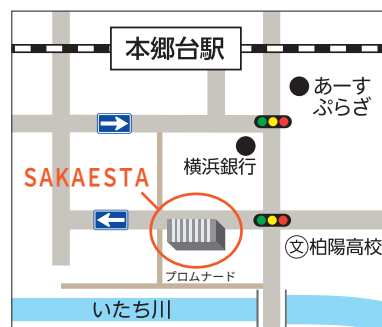 本郷台駅
あーす
ぷらざ
横浜銀行
SAKAESTA
文柏陽高校
プロムナード
いたち川